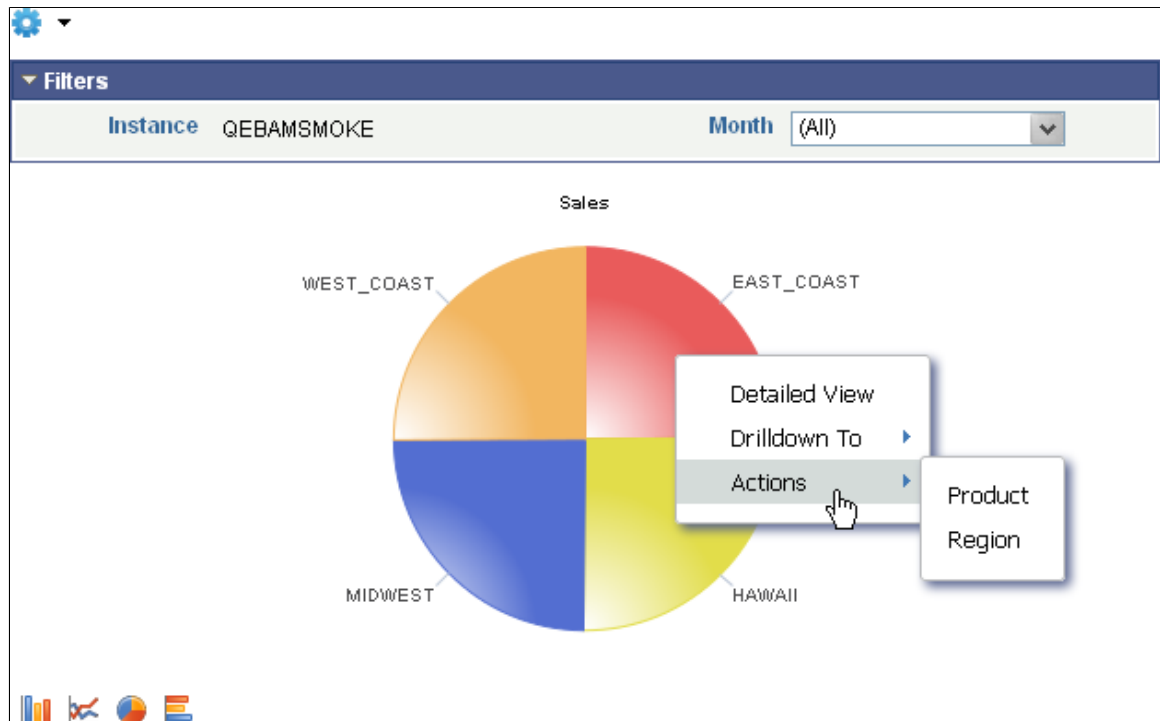 Filters
Instance QEBAMSMOKE Month (All)
Sales
WEST_COAST EAST_COAST
Detailed View
Drilldown To
Actions
Product
Region
MIDWEST HAWAII